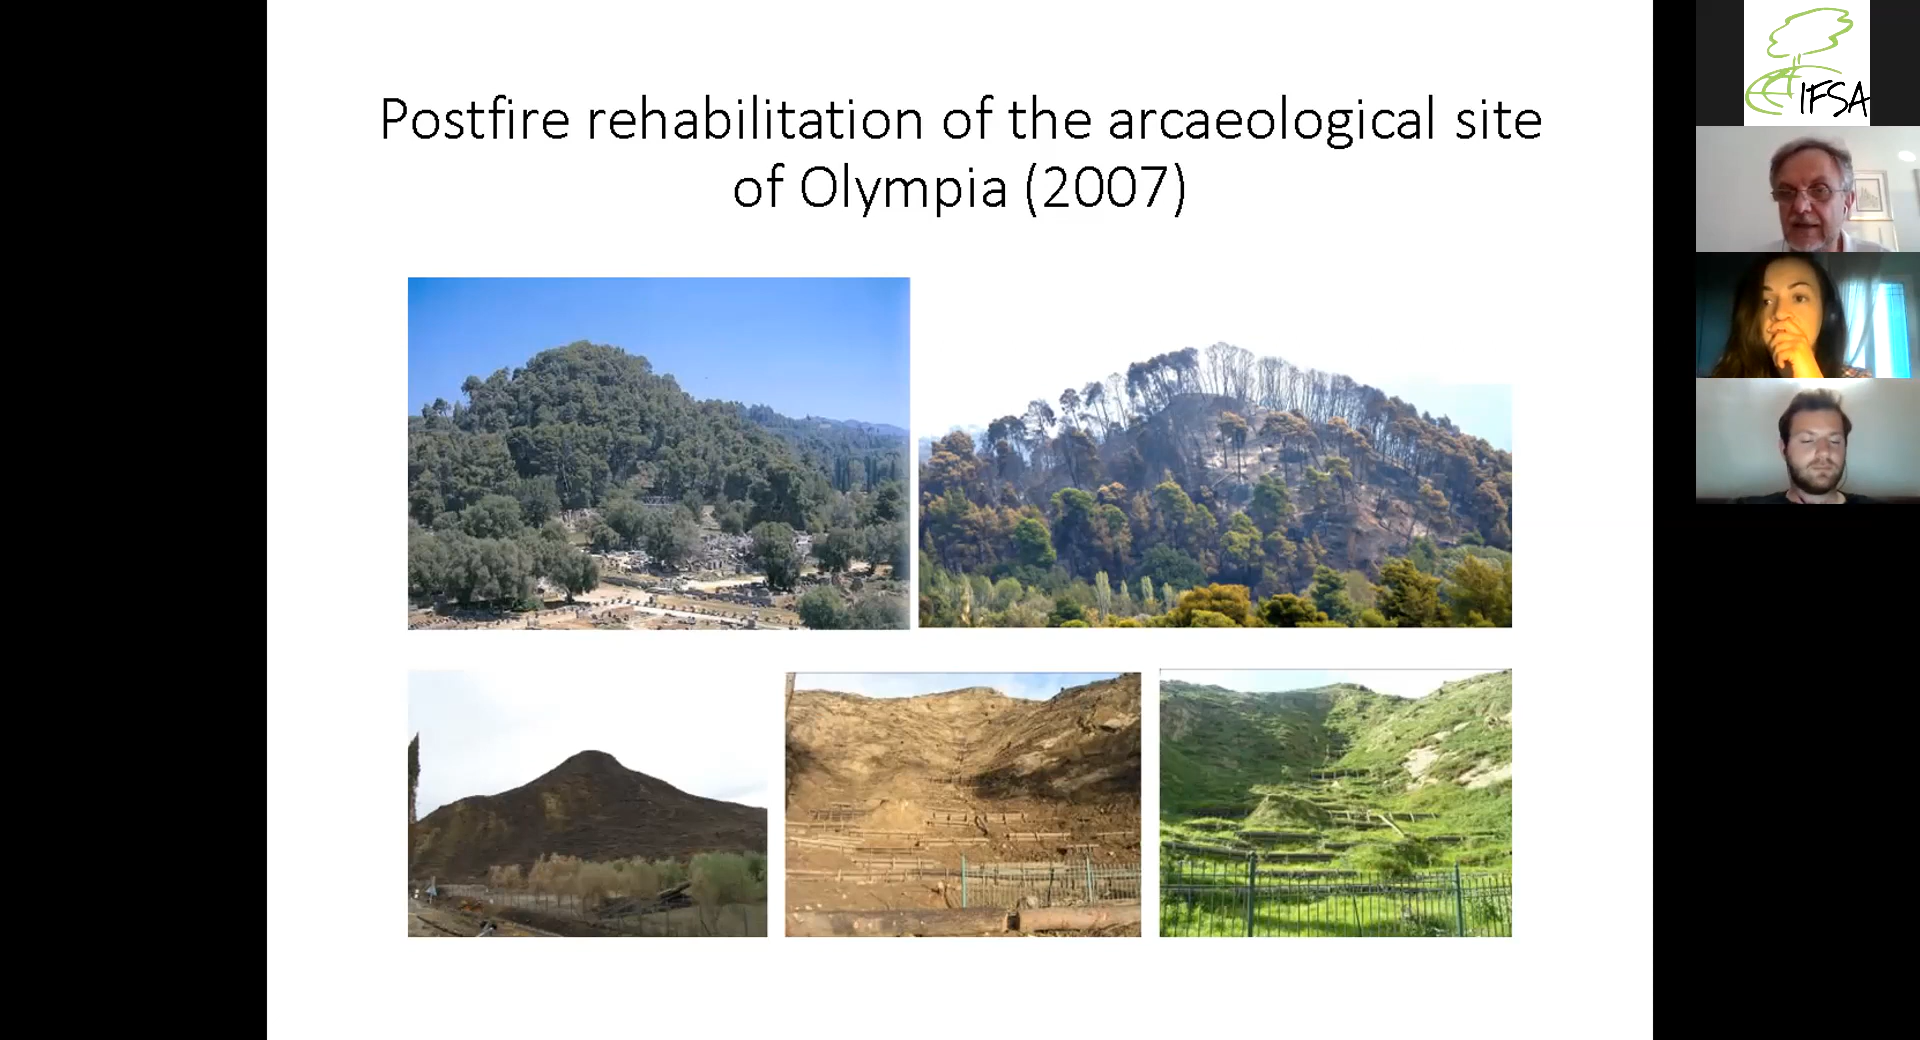 Postfire rehabilitation of the arcaeological site
of Olympia (2007)
IFSA